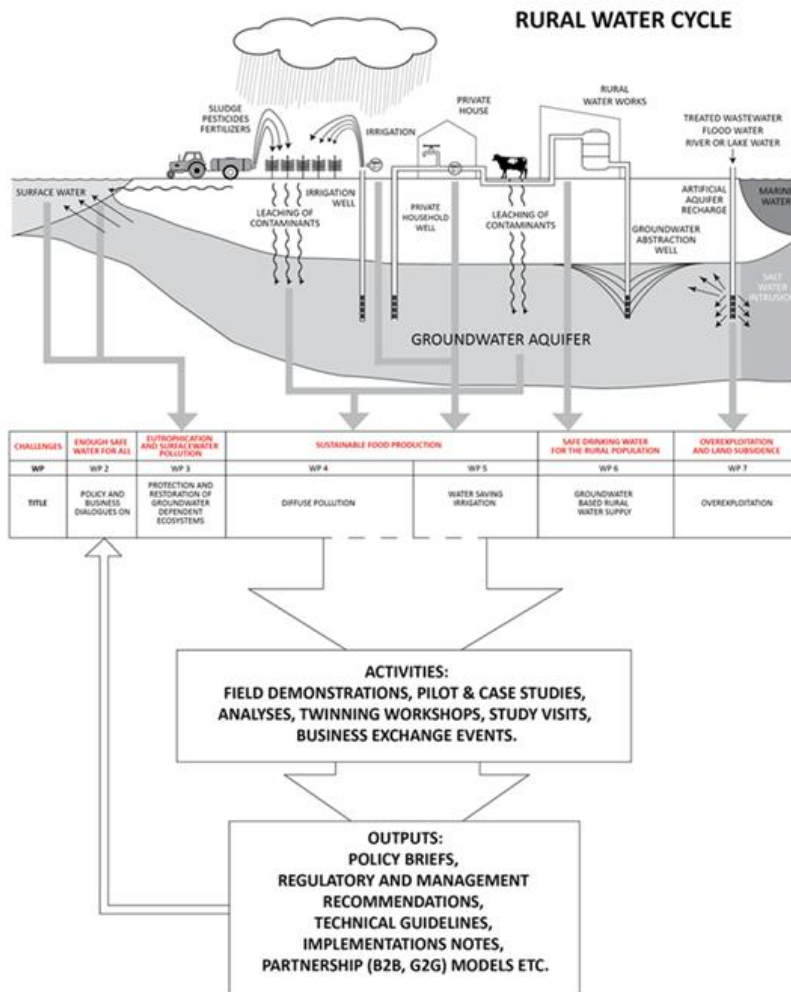 RURAL WATER CYCLE
SLUDGE
PESTICIDES
FERTILIZERS
IRRIGATION
PRIVATE
HOUSE
RURAL
WATER WORKS
TREATED WASTEWATER
FLOOD WATER
RIVER OR LAKE WATER
SURFACE WATER
LEACHING OF
CONTAMINANTS
IRRIGATION
WELL
PRIVATE
HOUSEHOLD
WELL
LEACHING OF
CONTAMINANTS
GROUNDWATER
ABSTRACTION
WELL
ARTIFICIAL
AQUIFER
RECHARGE
MARINE
WATER
SALT
WATER
INTRUSION
GROUNDWATER AQUIFER
CHALLENGES
ENOUGH SAFE
WATER FOR ALL
EUTROPHICATION
AND SURFACEWATER
POLLUTION
SUSTAINABLE FOOD PRODUCTION
SAFE DRINKING WATER
FOR THE RURAL POPULATION
OVEREXPLOITATION
AND LAND SUBSIDENCE
WP
WP 2
WP 3
WP 4
WP 5
WP 6
WP 7
TITLE
POLICY AND
BUSINESS
DIALOGUES ON
PROTECTION AND
RESTORATION OF
GROUNDWATER
DEPENDENT
ECOSYSTEMS
DIFFUSE POLLUTION
WATER SAVING
IRRIGATION
GROUNDWATER
BASED RURAL
WATER SUPPLY
OVEREXPLOITATION
ACTIVITIES:
FIELD DEMONSTRATIONS, PILOT & CASE STUDIES,
ANALYSES, TWINNING WORKSHOPS, STUDY VISITS,
BUSINESS EXCHANGE EVENTS.
OUTPUTS:
POLICY BRIEFS,
REGULATORY AND MANAGEMENT
RECOMMENDATIONS,
TECHNICAL GUIDELINES,
IMPLEMENTATIONS NOTES,
PARTNERSHIP (B2B, G2G) MODELS ETC.